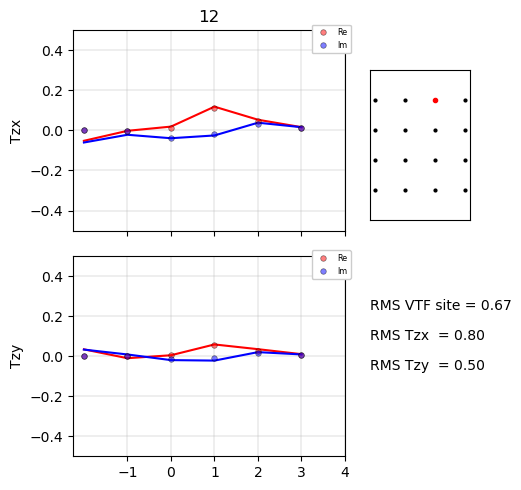 12
Tzx
0.4
0.2
0.0
−0.2
−0.4
Re
Im
Tzy
0.4
0.2
0.0
−0.2
−0.4
−1 0 1 2 3 4
Re
Im
RMS VTF site = 0.67
RMS Tzx  = 0.80
RMS Tzy  = 0.50